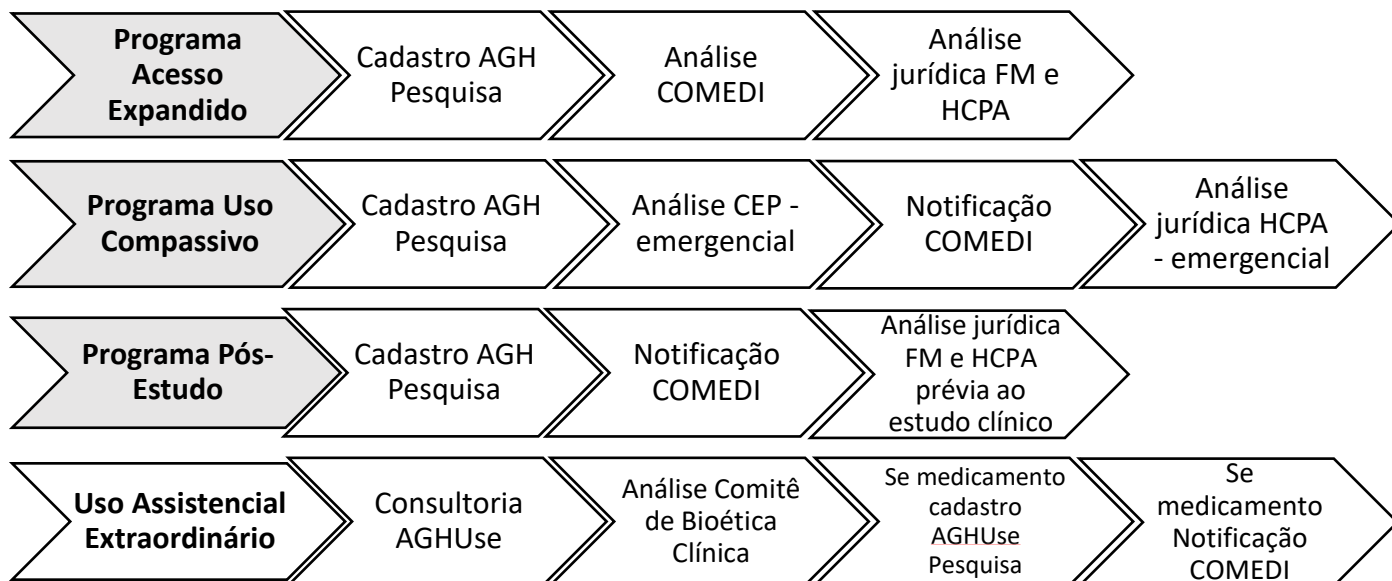 Programa
Acesso
Expandido
Cadastro AGH
Pesquisa
Análise
COMEDI
Análise
jurídica FM e
HCPA
Programa Uso
Compassivo
Cadastro AGH
Pesquisa
Análise CEP -
emergencial
Notificação
COMEDI
Análise
jurídica HCPA
- emergencial
Programa Pós-
Estudo
Cadastro AGH
Pesquisa
Notificação
COMEDI
Análise jurídica
FM e HCPA
prévia ao
estudo clínico
Uso Assistencial
Extraordinário
Consultoria
AGHUse
Análise Comitê
de Bioética
Clínica
Se medicamento
cadastro
AGHUse
Pesquisa
Se
medicamento
Notificação
COMEDI